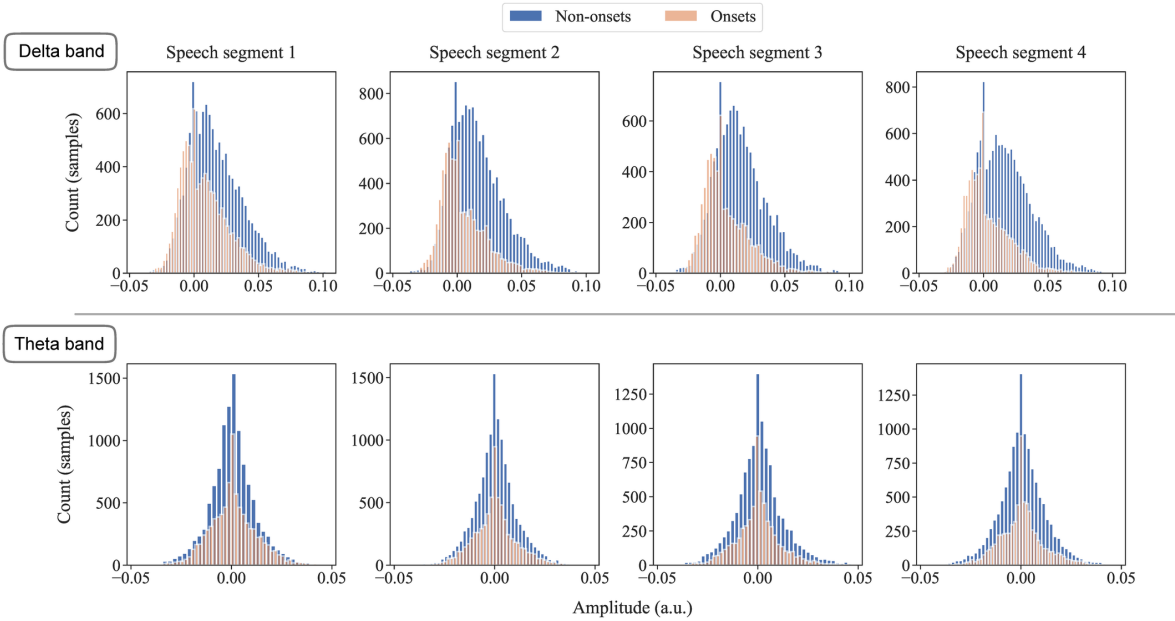 Non-onsets Onsets
Delta band
Speech segment 1 Speech segment 2 Speech segment 3 Speech segment 4
Count (samples)
600
400
200
0
−0.05 0.00 0.05 0.10
800
600
400
200
0
−0.05 0.00 0.05 0.10
600
400
200
0
−0.05 0.00 0.05 0.10
800
600
400
200
0
−0.05 0.00 0.05 0.10
Theta band
Count (samples)
1500
1000
500
0
−0.05 0.00 0.05
1500
1000
500
0
−0.05 0.00 0.05
1250
1000
750
500
250
0
−0.05 0.00 0.05
1250
1000
750
500
250
0
−0.05 0.00 0.05
Amplitude (a.u.)